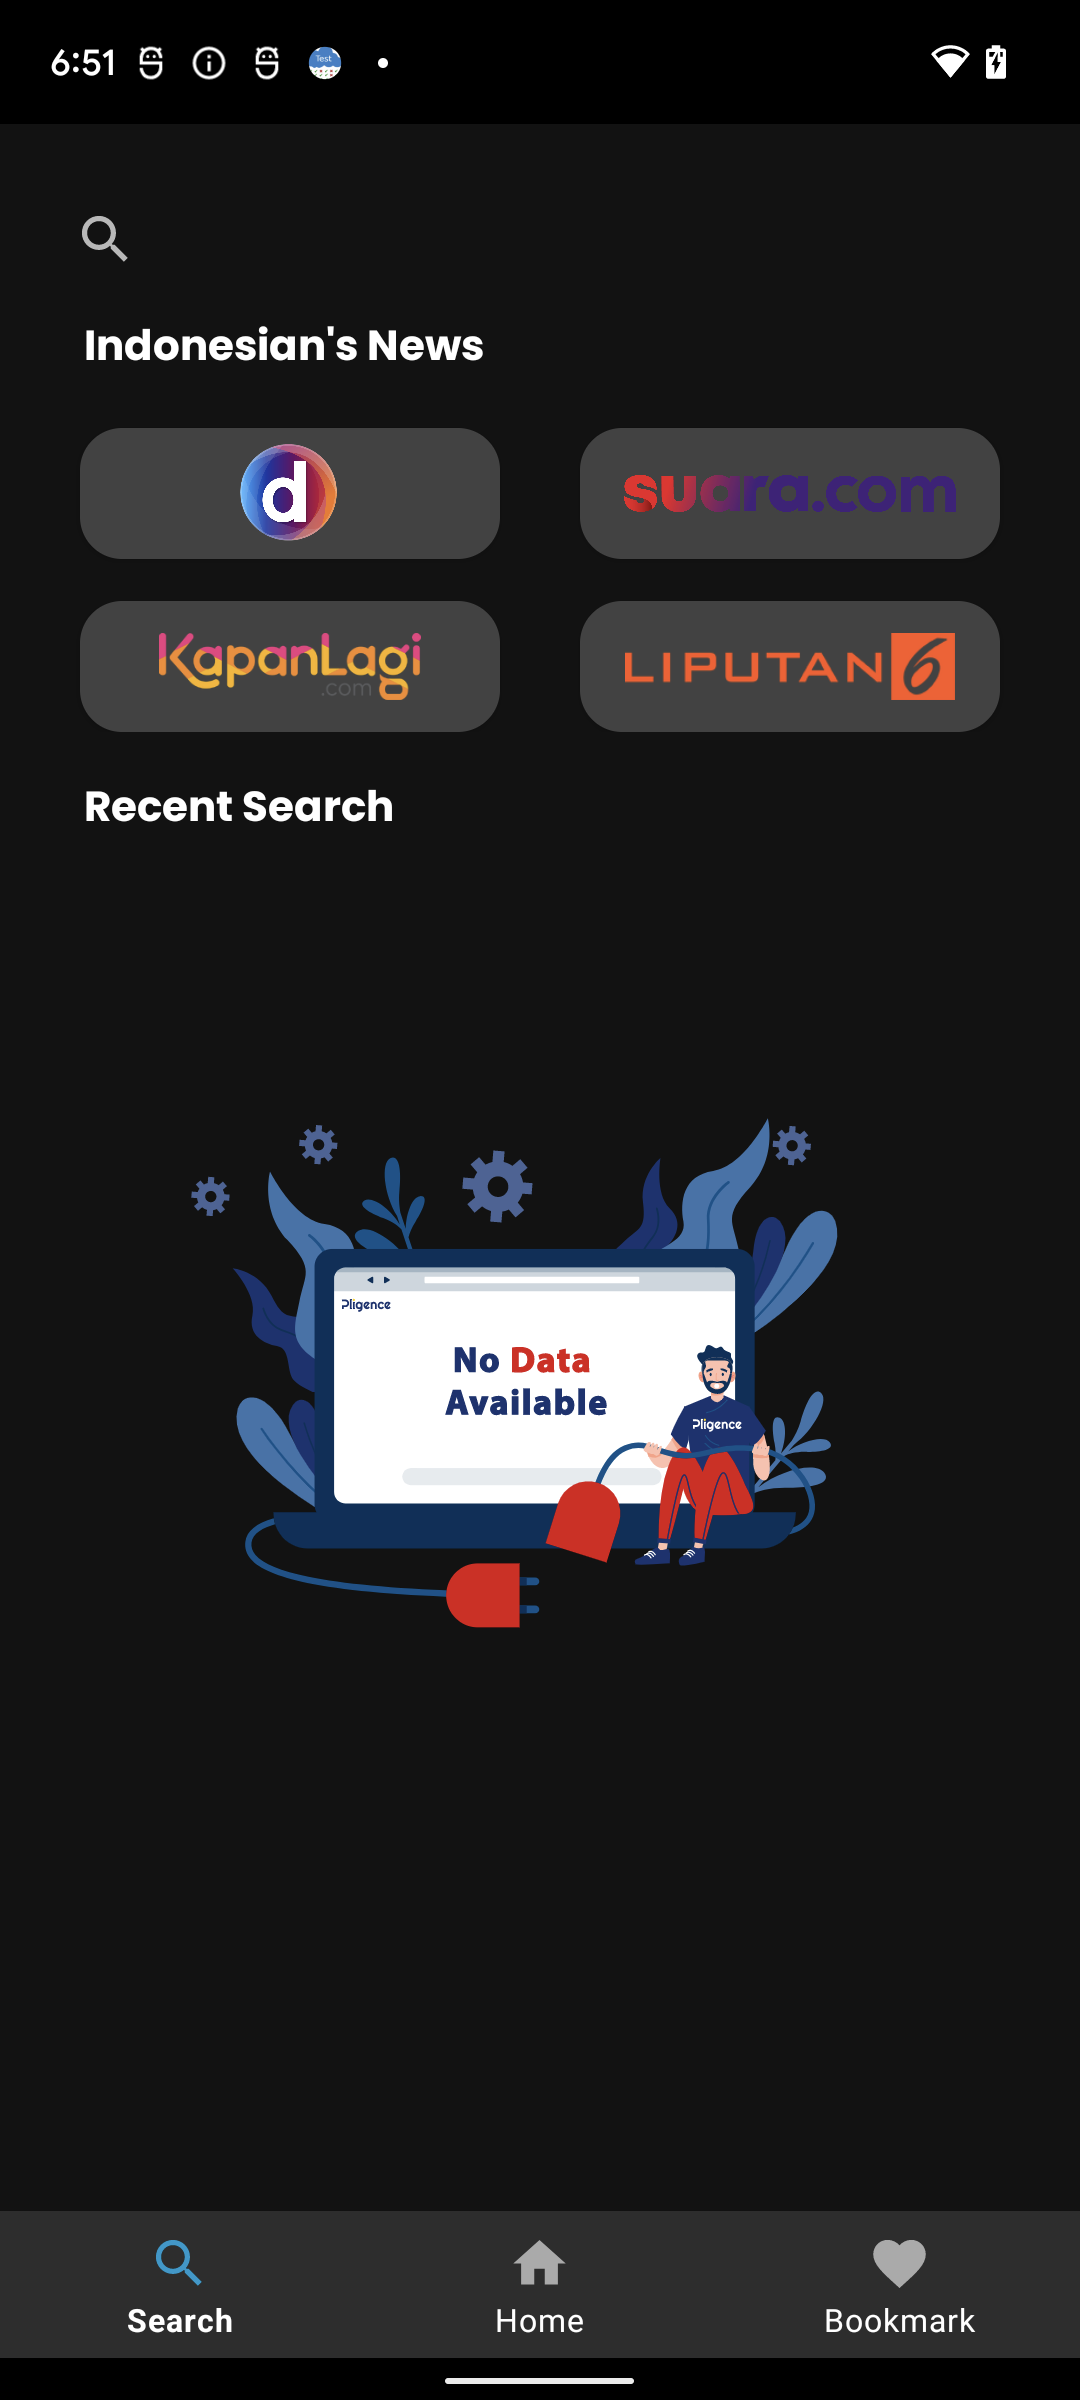 6:51
Test
Indonesian's News
d
suara.com
KapanLagi
.com
LIPUTAN 6
Recent Search
Pligence
No Data
Available
Pligence
Search
Home
Bookmark